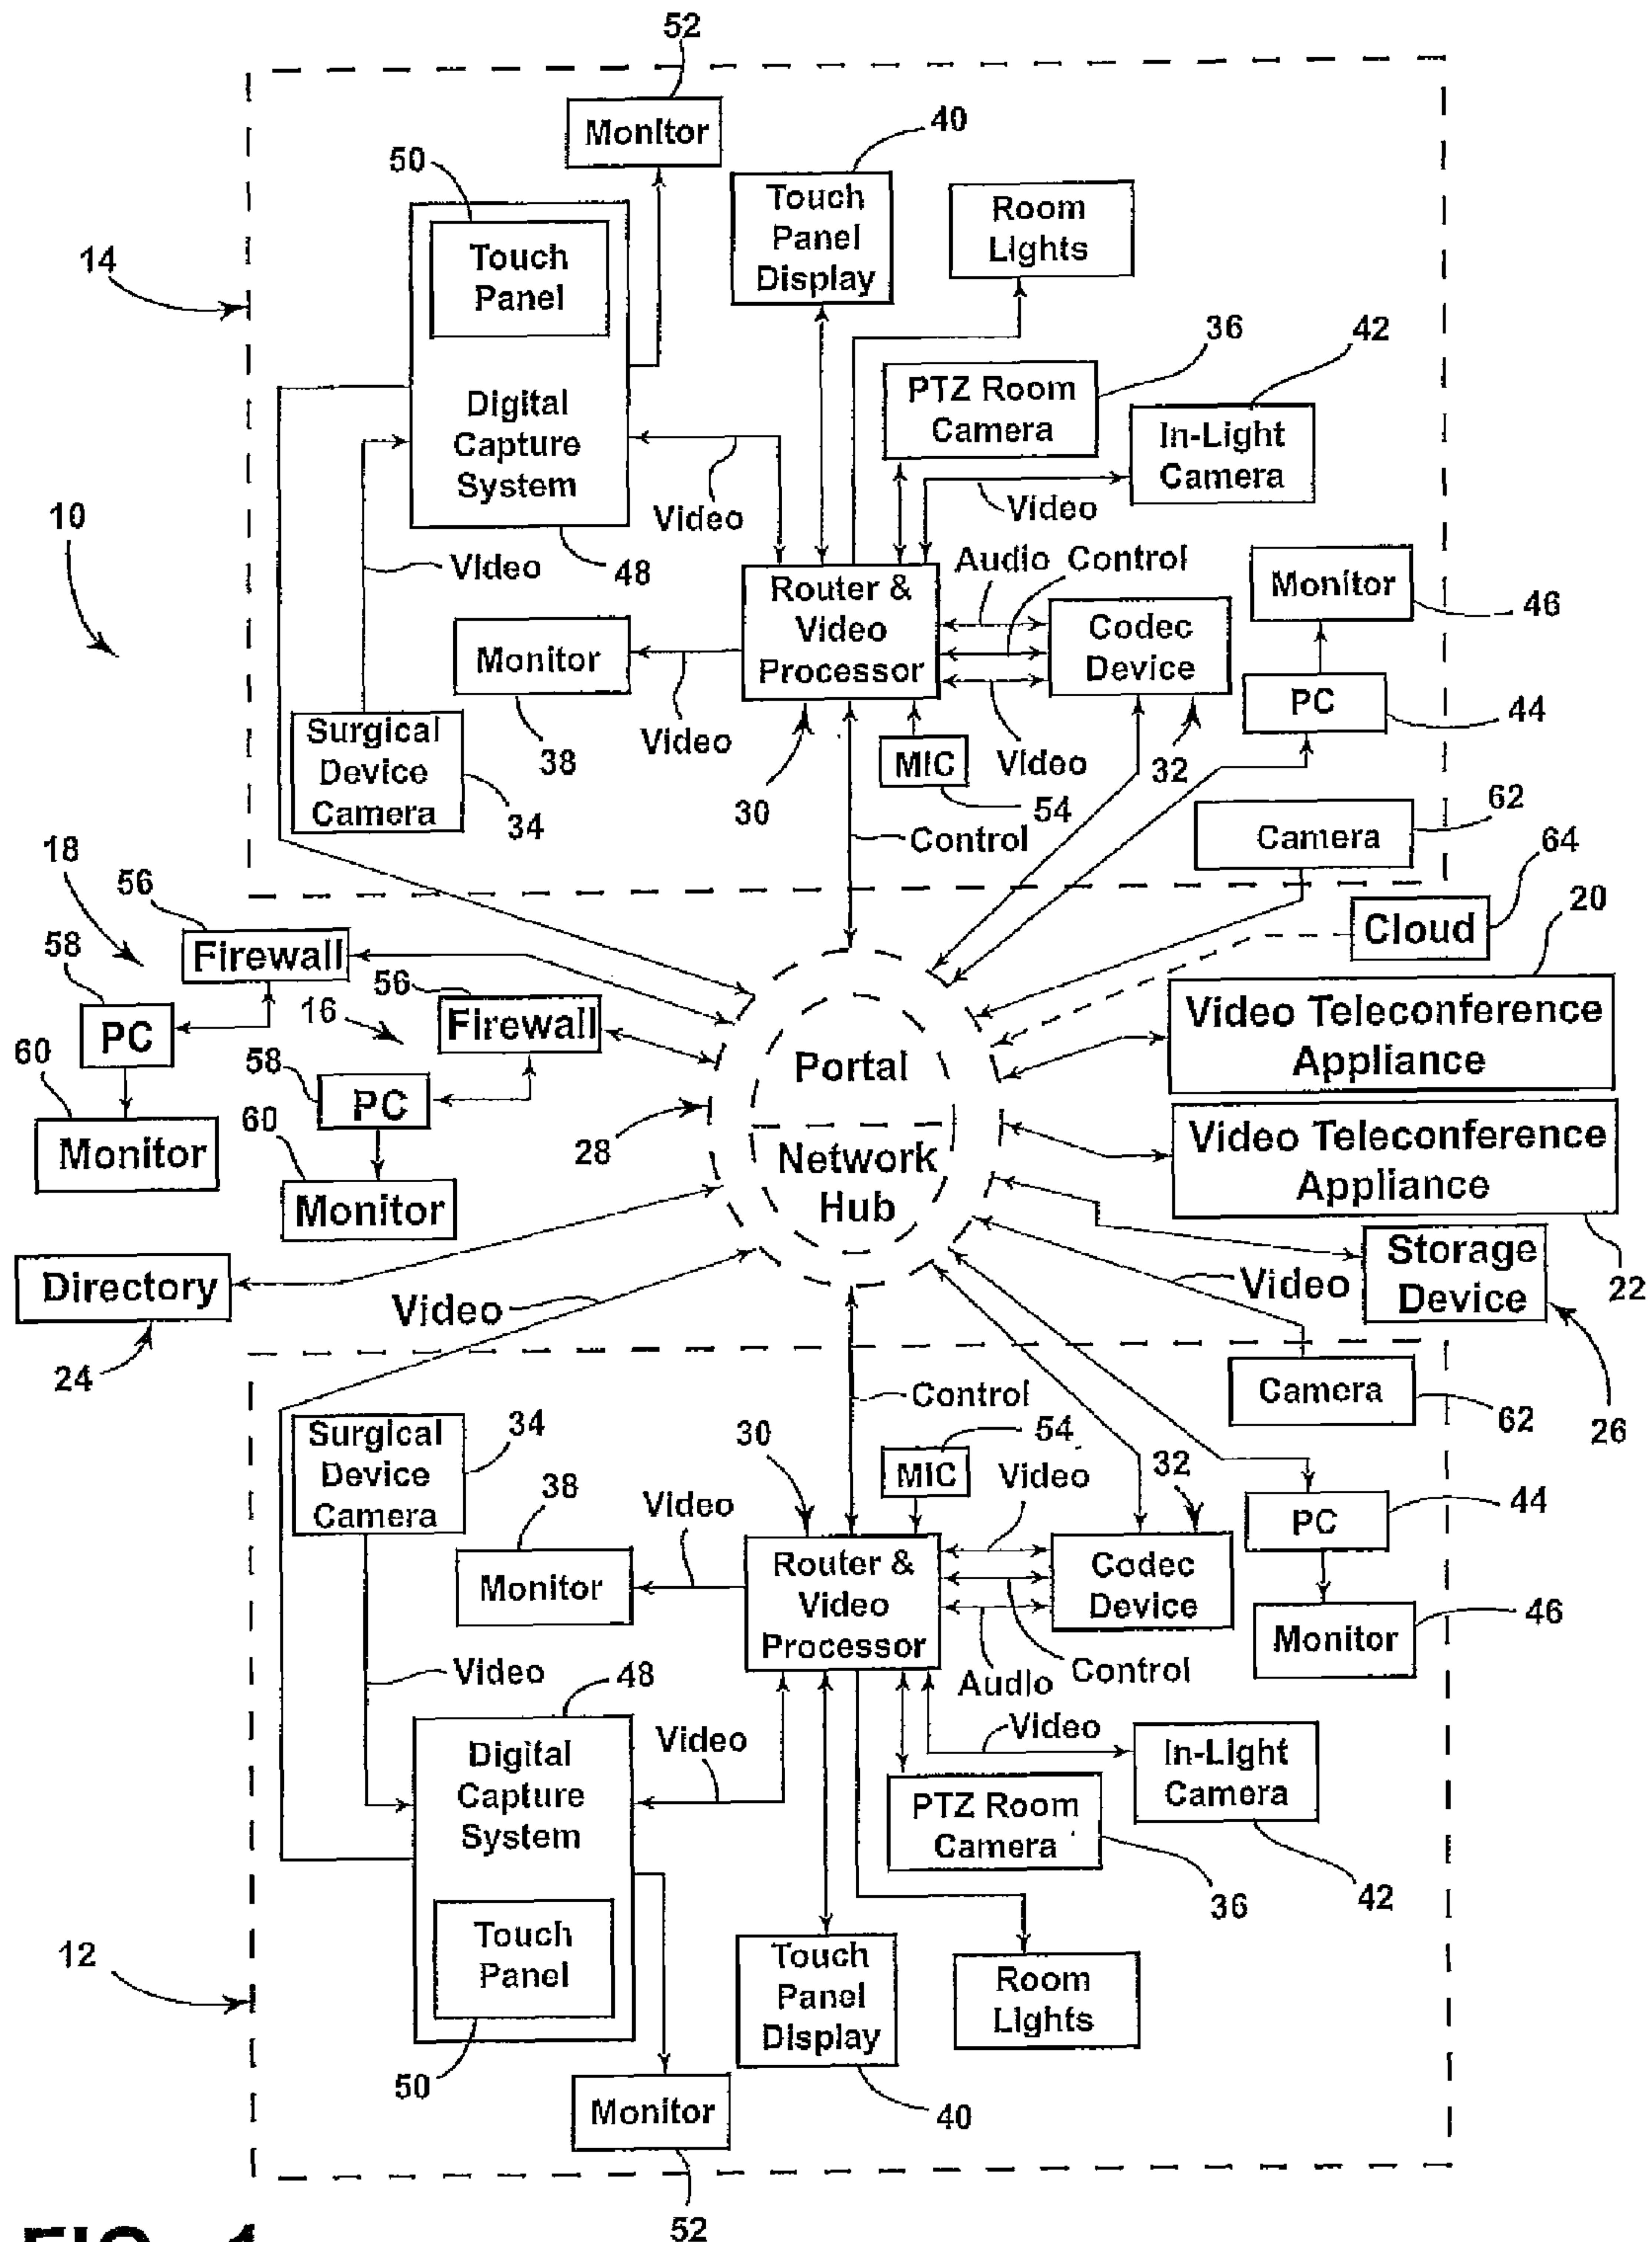 52
Monitor
40
50
Touch
Panel
Display
Room
Lights
Touch
Panel
14
36
42
PTZ Room
Camera
In-Light
Camera
Digital
Capture
System
Video
Video
10
Video
48
Audio
Control
Router &
Video
Processor
Codec
Device
Monitor
46
Monitor
PC
44
Surgical
Device
Camera
34
38
Video
30
MIC
Video
32
54
Control
62
Camera
64
18
56
58
Firewall
Cloud
20
56
16
Firewall
PC
60
58
PC
Monitor
60
Monitor
28
Portal
Network
Hub
Video Teleconference
Appliance
Video Teleconference
Appliance
22
Directory
24
Video
Video
Storage
Device
26
Control
Camera
62
Surgical
Device
Camera
34
38
30
54
MIC
Video
32
Video
PC
44
Monitor
Router &
Video
Processor
Codec
Device
46
Monitor
Video
48
Audio
Control
Video
Video
Digital
Capture
System
In-Light
Camera
PTZ Room
Camera
36
42
12
Touch
Panel
50
Touch
Panel
Display
Room
Lights
40
Monitor
52
FIG. 1